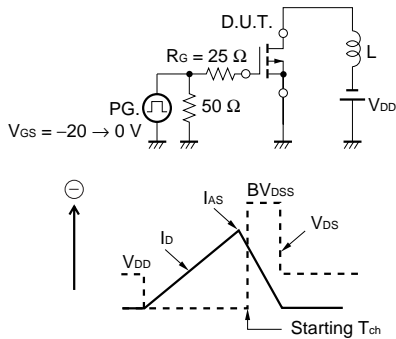 D.U.T.
RG = 25 Ω
L
PG.
50 Ω
VDD
VGS = −20 → 0 V
−
IAS
BVDSS
ID
VDS
VDD
Starting Tch